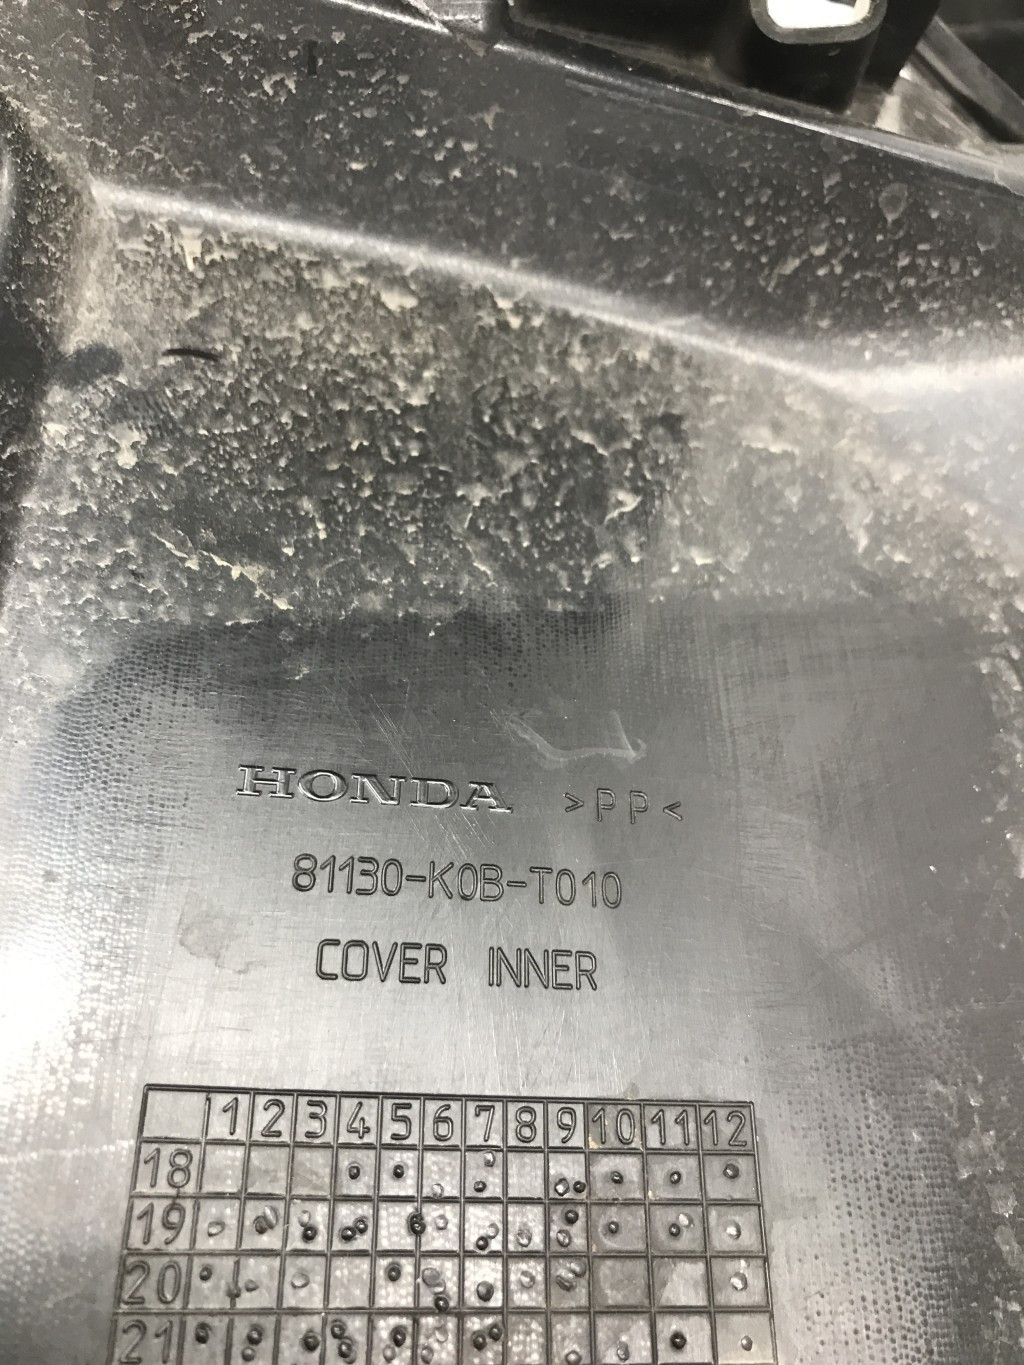 HONDA >PP<
81130-K0B-T010
COVER INNER
1 2 3 4 5 6 7 8 9 10 11 12
18
19
20
21